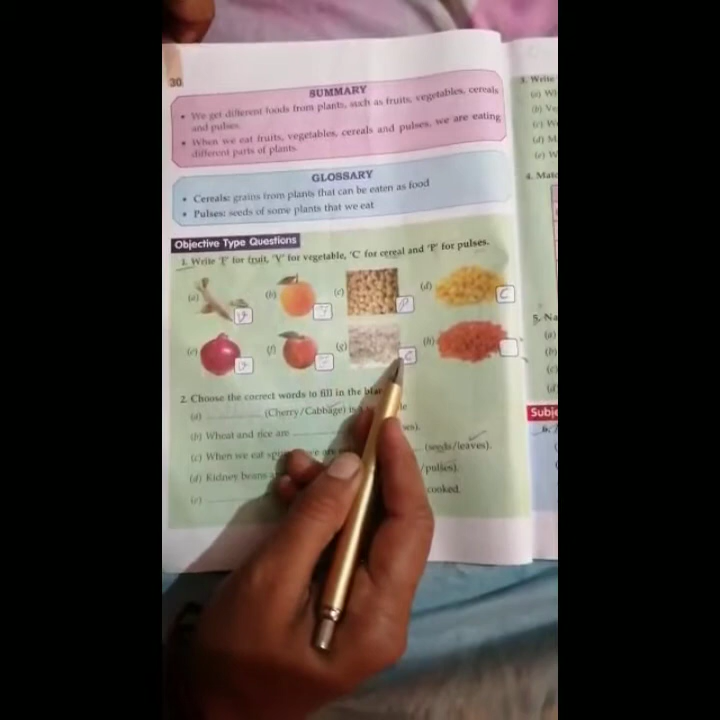 30
SUMMARY
• We get different foods from plants, such as fruits, vegetables, cereals
and pulses.
• When we eat fruits, vegetables, cereals and pulses, we are eating
different parts of plants.
GLOSSARY
• Cereals: grains from plants that can be eaten as food
• Pulses: seeds of some plants that we eat
Objective Type Questions
1. Write 'F' for fruit, 'V' for vegetable, 'C' for cereal and 'P' for pulses.
(a) V
(b)
(c) P
(d) C
(e) V
(f)
(g) C
(h)
2. Choose the correct words to fill in the
(a) (Cherry/Cabbage) is
(b) Wheat and rice are
(c) When we eat (seeds/leaves).
(d) Kidney beans /pulses).
(e) cooked.
3. Write
(a)
(b)
(c)
(d)
(e)
4.
5. Na
(a)
(b)
(c)
(d)